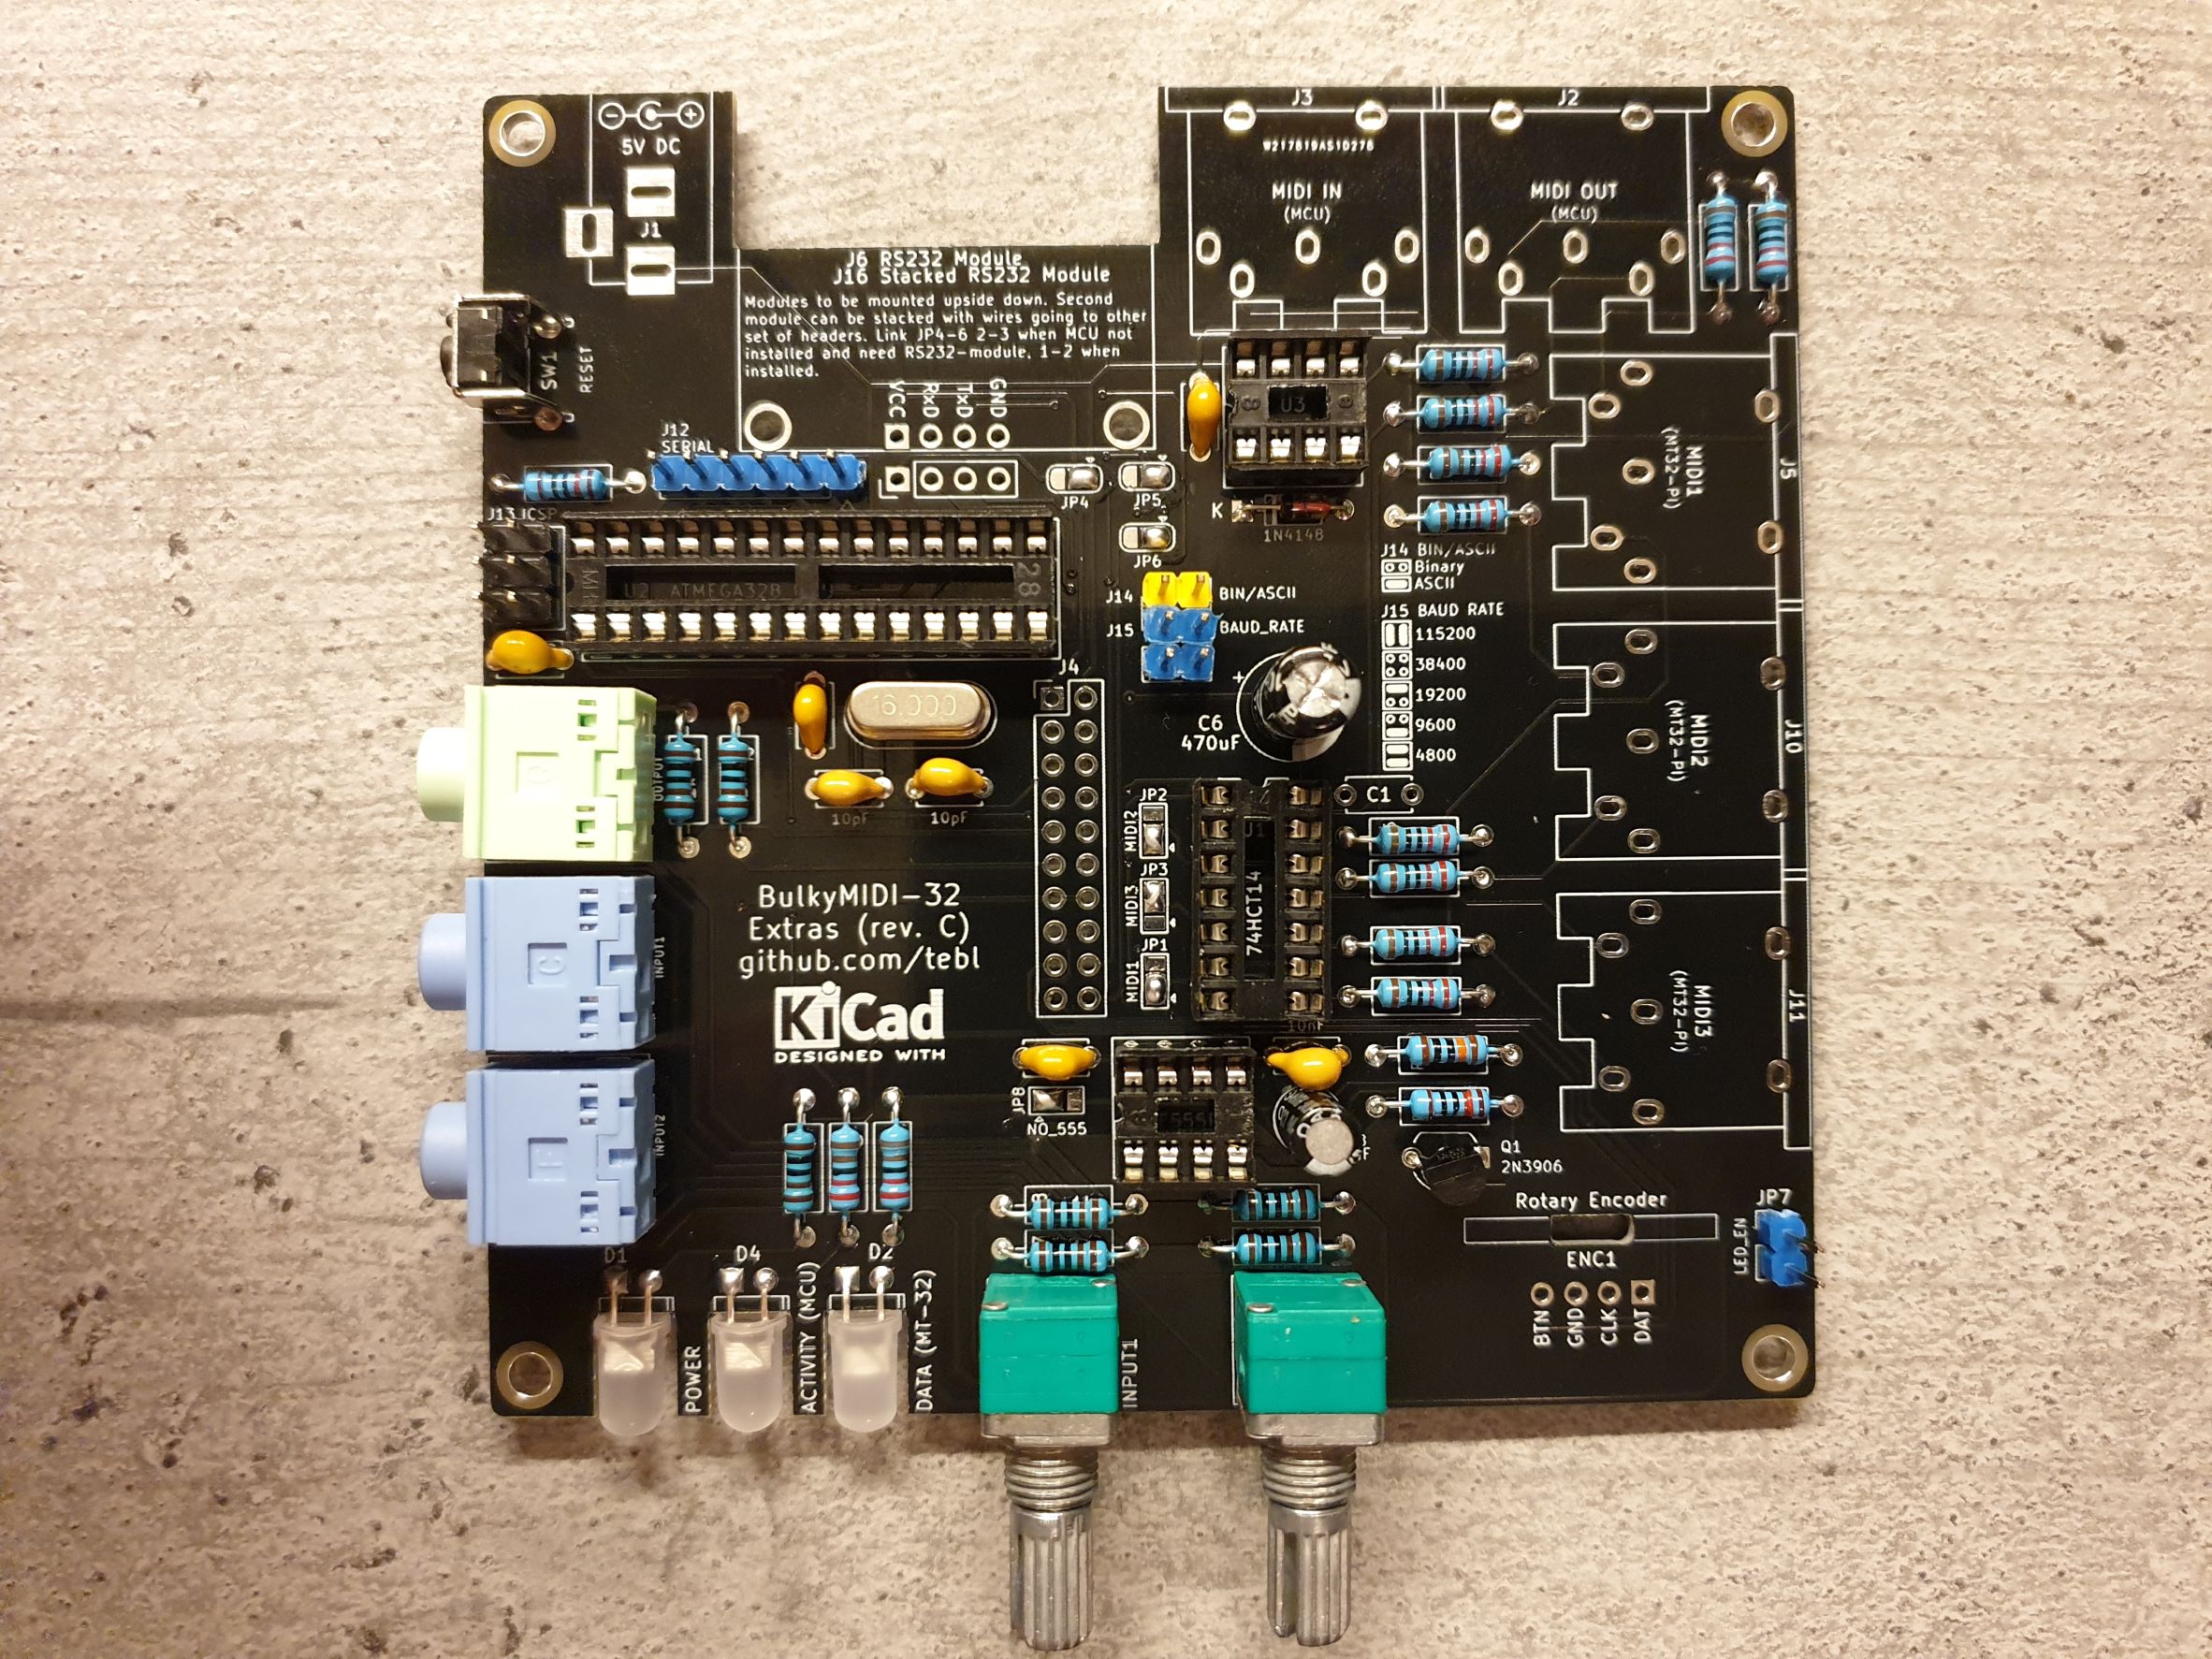 J3
J2
5V DC
W217819AS1D278
MIDI IN
(MCU)
MIDI OUT
(MCU)
J1
J6 RS232 Module
J16 Stacked RS232 Module
Modules to be mounted upside down. Second
module can be stacked with wires going to other
set of headers. Link JP4-6 2-3 when MCU not
installed and need RS232-module, 1-2 when
installed.
SW1
RESET
VCC
RxD
TxD
GND
U3
J12
SERIAL
JP4
JP5
JP6
K
1N4148
MIDI1
(MT32-PI)
J5
J13
ICSP
U2 ATMEGA328
28
J14
BIN/ASCII
J15
BAUD_RATE
J14 BIN/ASCII
Binary
ASCII
J15 BAUD RATE
115200
38400
19200
9600
4800
J4
16.000
+
C6
470uF
MIDI2
(MT32-PI)
J10
10pF
10pF
C1
JP2
MIDI2
JP3
MIDI3
JP1
MIDI1
U1
74HCT14
INPUT1
C
BulkyMIDI-32
Extras (rev. C)
github.com/tebl
KiCad
DESIGNED WITH
MIDI3
(MT32-PI)
J11
10nF
JP8
NO_555
INPUT2
Q1
2N3906
Rotary Encoder
ENC1
JP7
LED_EN
BTN
GND
CLK
DAT
D1
D4
D2
POWER
ACTIVITY (MCU)
DATA (MT-32)
INPUT1